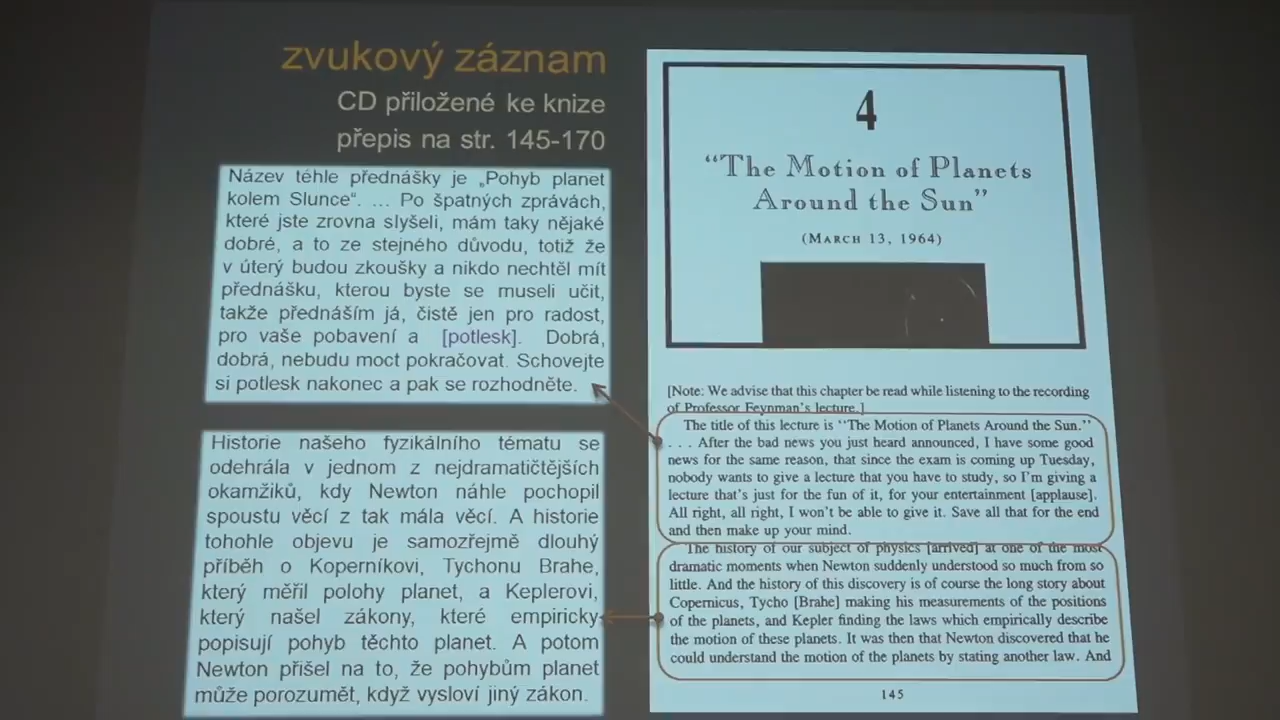 zvukový záznam
CD přiložené ke knize
přepis na str. 145-170
Název téhle přednášky je „Pohyb planet
kolem Slunce“. … Po špatných zprávách,
které jste zrovna slyšeli, mám taky nějaké
dobré, a to ze stejného důvodu, totiž že
v úterý budou zkoušky a nikdo nechtěl mít
přednášku, kterou byste se museli učit,
takže přednáším já, čistě jen pro radost,
pro vaše pobavení a [potlesk]. Dobrá,
dobrá, nebudu moct pokračovat. Schovejte
si potlesk nakonec a pak se rozhodněte.
Historie našeho fyzikálního tématu se
odehrála v jednom z nejdramatičtějších
okamžiků, kdy Newton náhle pochopil
spoustu věcí z tak mála věcí. A historie
tohohle objevu je samozřejmě dlouhý
příběh o Koperníkovi, Tychonu Brahe,
který měřil polohy planet, a Keplerovi,
který našel zákony, které empiricky
popisují pohyb těchto planet. A potom
Newton přišel na to, že pohybům planet
může porozumět, když vysloví jiný zákon.
4
“The Motion of Planets
Around the Sun”
(March 13, 1964)
[Note: We advise that this chapter be read while listening to the recording
of Professor Feynman’s lecture.]
The title of this lecture is ‘‘The Motion of Planets Around the Sun.’’
. . . After the bad news you just heard announced, I have some good
news for the same reason, that since the exam is coming up Tuesday,
nobody wants to give a lecture that you have to study, so I’m giving a
lecture that’s just for the fun of it, for your entertainment [applause].
All right, all right, I won’t be able to give it. Save all that for the end
and then make up your mind.
The history of our subject of physics [arrived] at one of the most
dramatic moments when Newton suddenly understood so much from so
little. And the history of this discovery is of course the long story about
Copernicus, Tycho [Brahe] making his measurements of the positions
of the planets, and Kepler finding the laws which empirically describe
the motion of these planets. It was then that Newton discovered that he
could understand the motion of the planets by stating another law. And
145